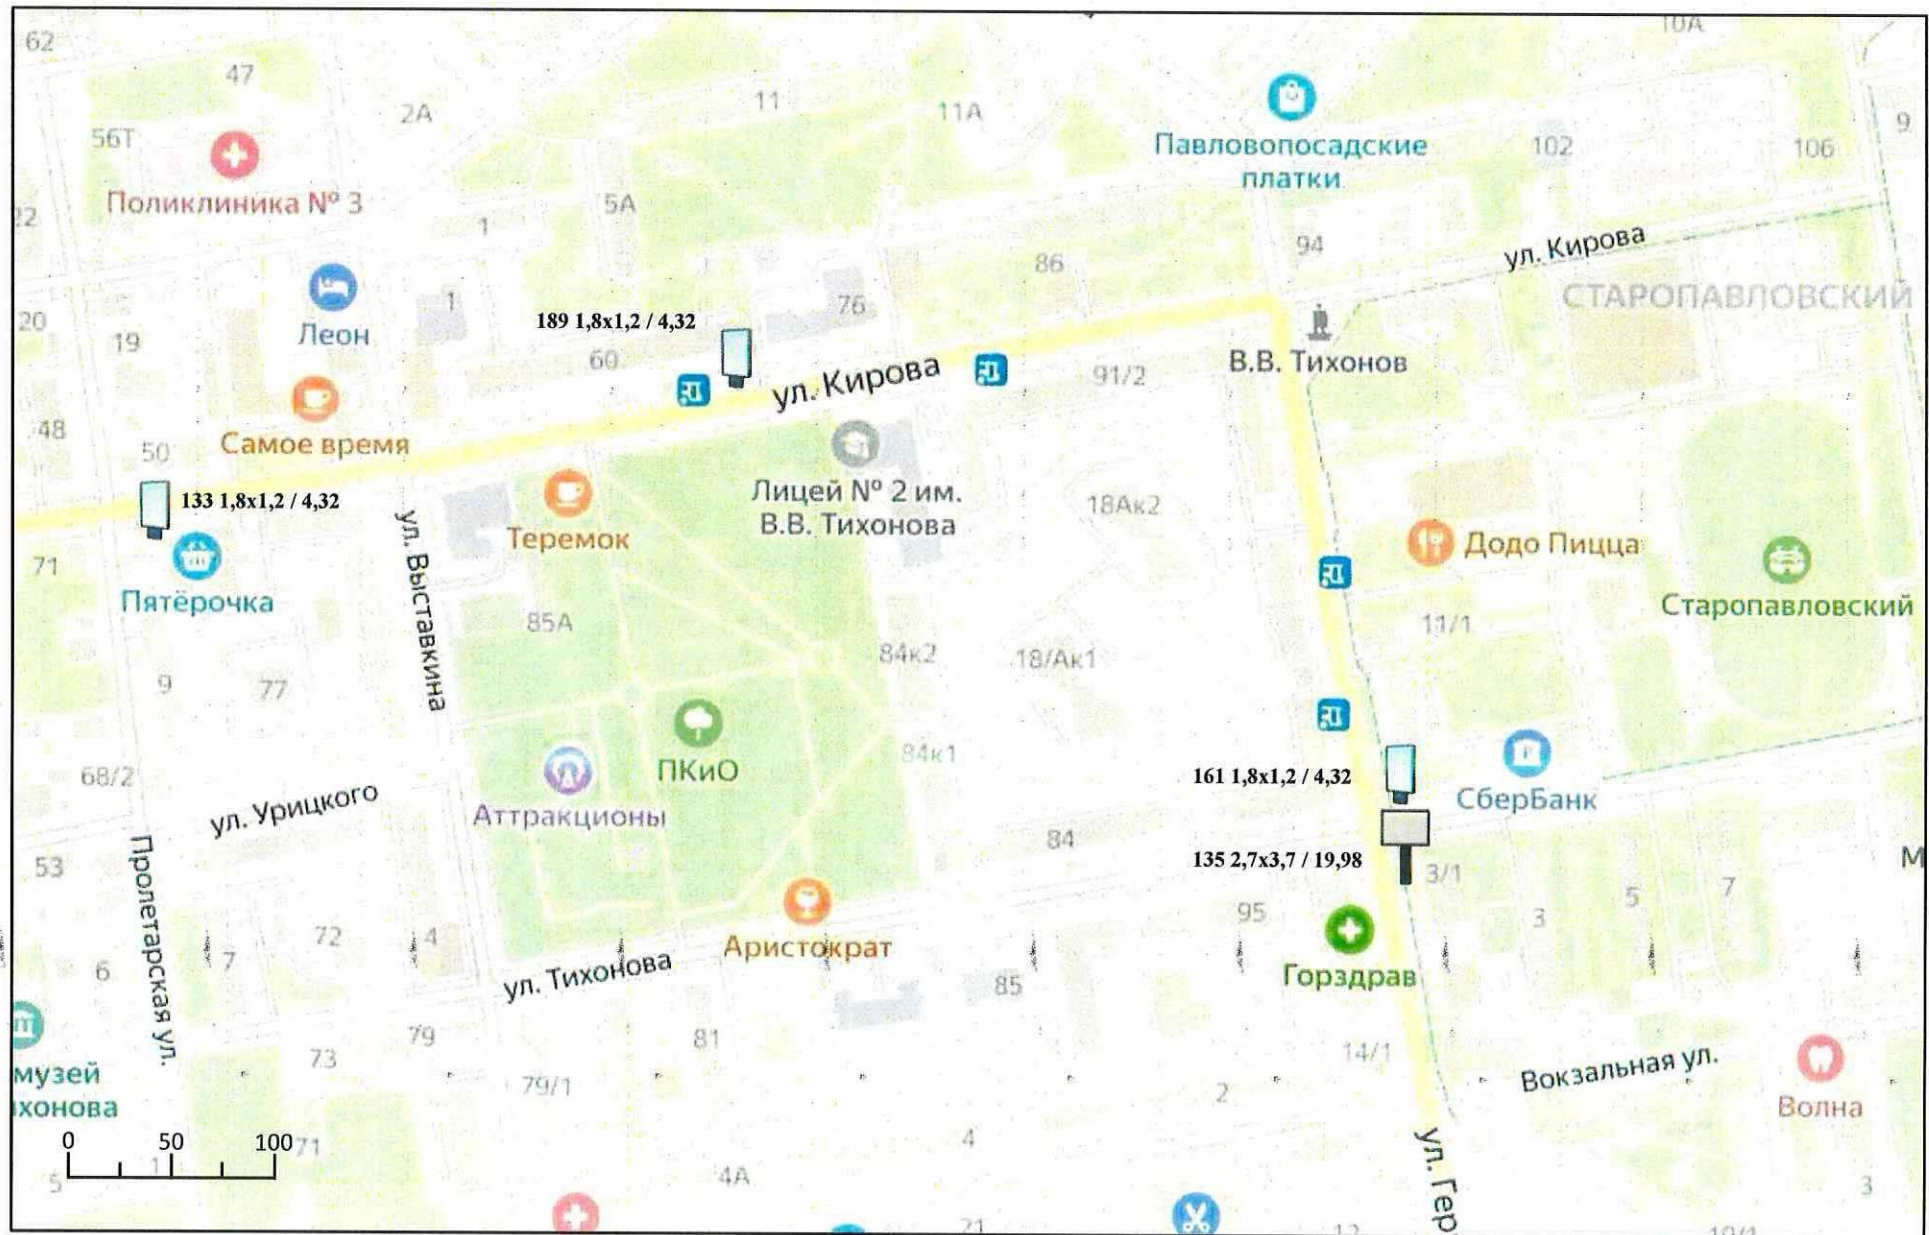 10А
62
47
2А
11
11А
9
56Т
Павловопосадские
платки
102
106
Поликлиника № 3
22
1
5А
94
ул. Кирова
86
СТАРОПАВЛОВСКИЙ
1
76
20
19
Леон
189 1,8х1,2 / 4,32
60
ул. Кирова
91/2
В.В. Тихонов
48
50
Самое время
133 1,8х1,2 / 4,32
Теремок
Лицей № 2 им.
В.В. Тихонова
18Ак2
Додо Пицца
71
Пятёрочка
ул. Выставкина
85А
Старопавловский
11/1
84к2
18/Ак1
9
77
84к1
ПКиО
68/2
ул. Урицкого
Аттракционы
161 1,8х1,2 / 4,32
СберБанк
84
53
135 2,7х3,7 / 19,98
3/1
М
Пролетарская ул.
5
7
95
3
72
4
7
Аристократ
6
ул. Тихонова
Горздрав
85
79
81
73
14/1
79/1
музей
хонова
2
Вокзальная ул.
Волна
0 50 100
71
4
1
5
4А
ул. Гер
3
21
12
10/1